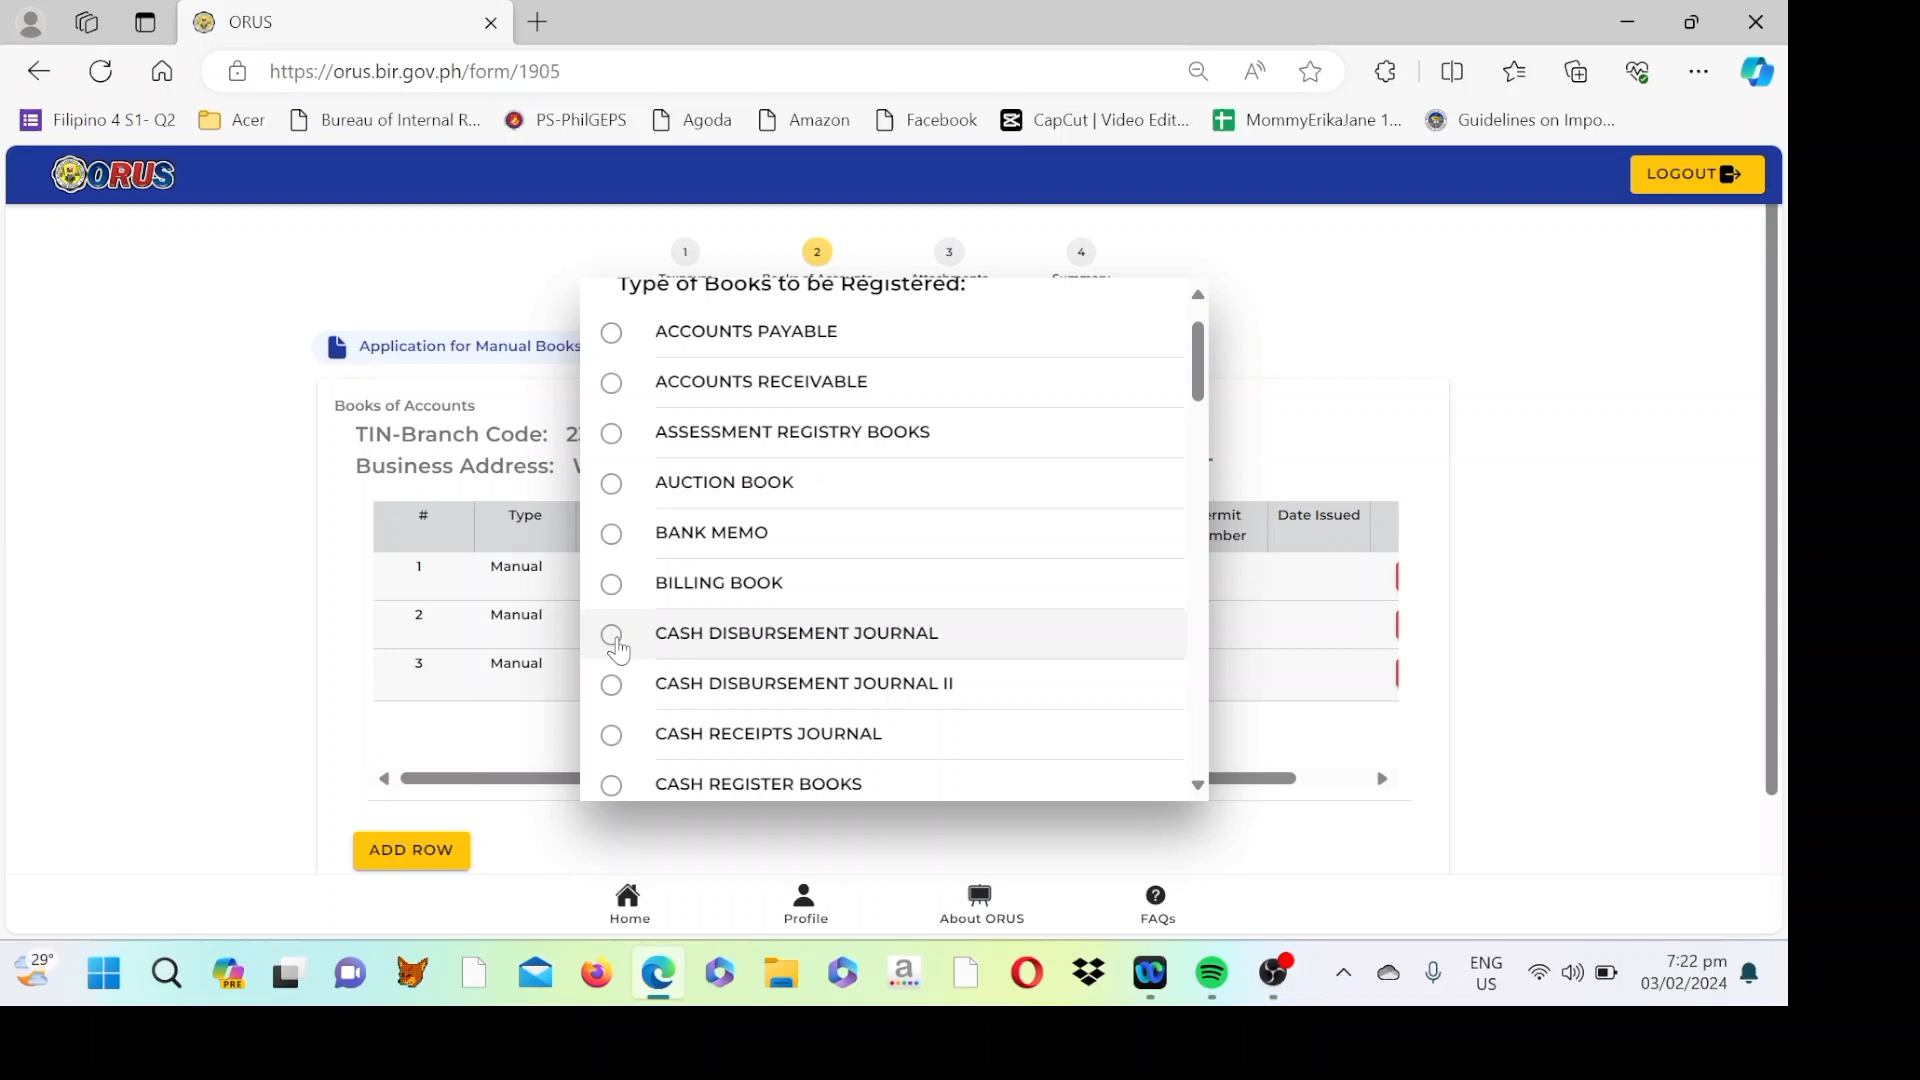 ORUS
https://orus.bir.gov.ph/form/1905
Filipino 4 S1- Q2
Acer
Bureau of Internal R...
PS-PhilGEPS
Agoda
Amazon
Facebook
CapCut | Video Edit...
MommyErikaJane 1...
Guidelines on Impo...
ORUS
LOGOUT
1
2
3
4
Type of Books to be Registered:
ACCOUNTS PAYABLE
ACCOUNTS RECEIVABLE
ASSESSMENT REGISTRY BOOKS
AUCTION BOOK
BANK MEMO
BILLING BOOK
CASH DISBURSEMENT JOURNAL
CASH DISBURSEMENT JOURNAL II
CASH RECEIPTS JOURNAL
CASH REGISTER BOOKS
Application for Manual Books
Books of Accounts
TIN-Branch Code:
Business Address:
# Type Date Issued
1 Manual
2 Manual
3 Manual
ADD ROW
Home
Profile
About ORUS
FAQs
29°
PRE
ENG
US
7:22 pm
03/02/2024